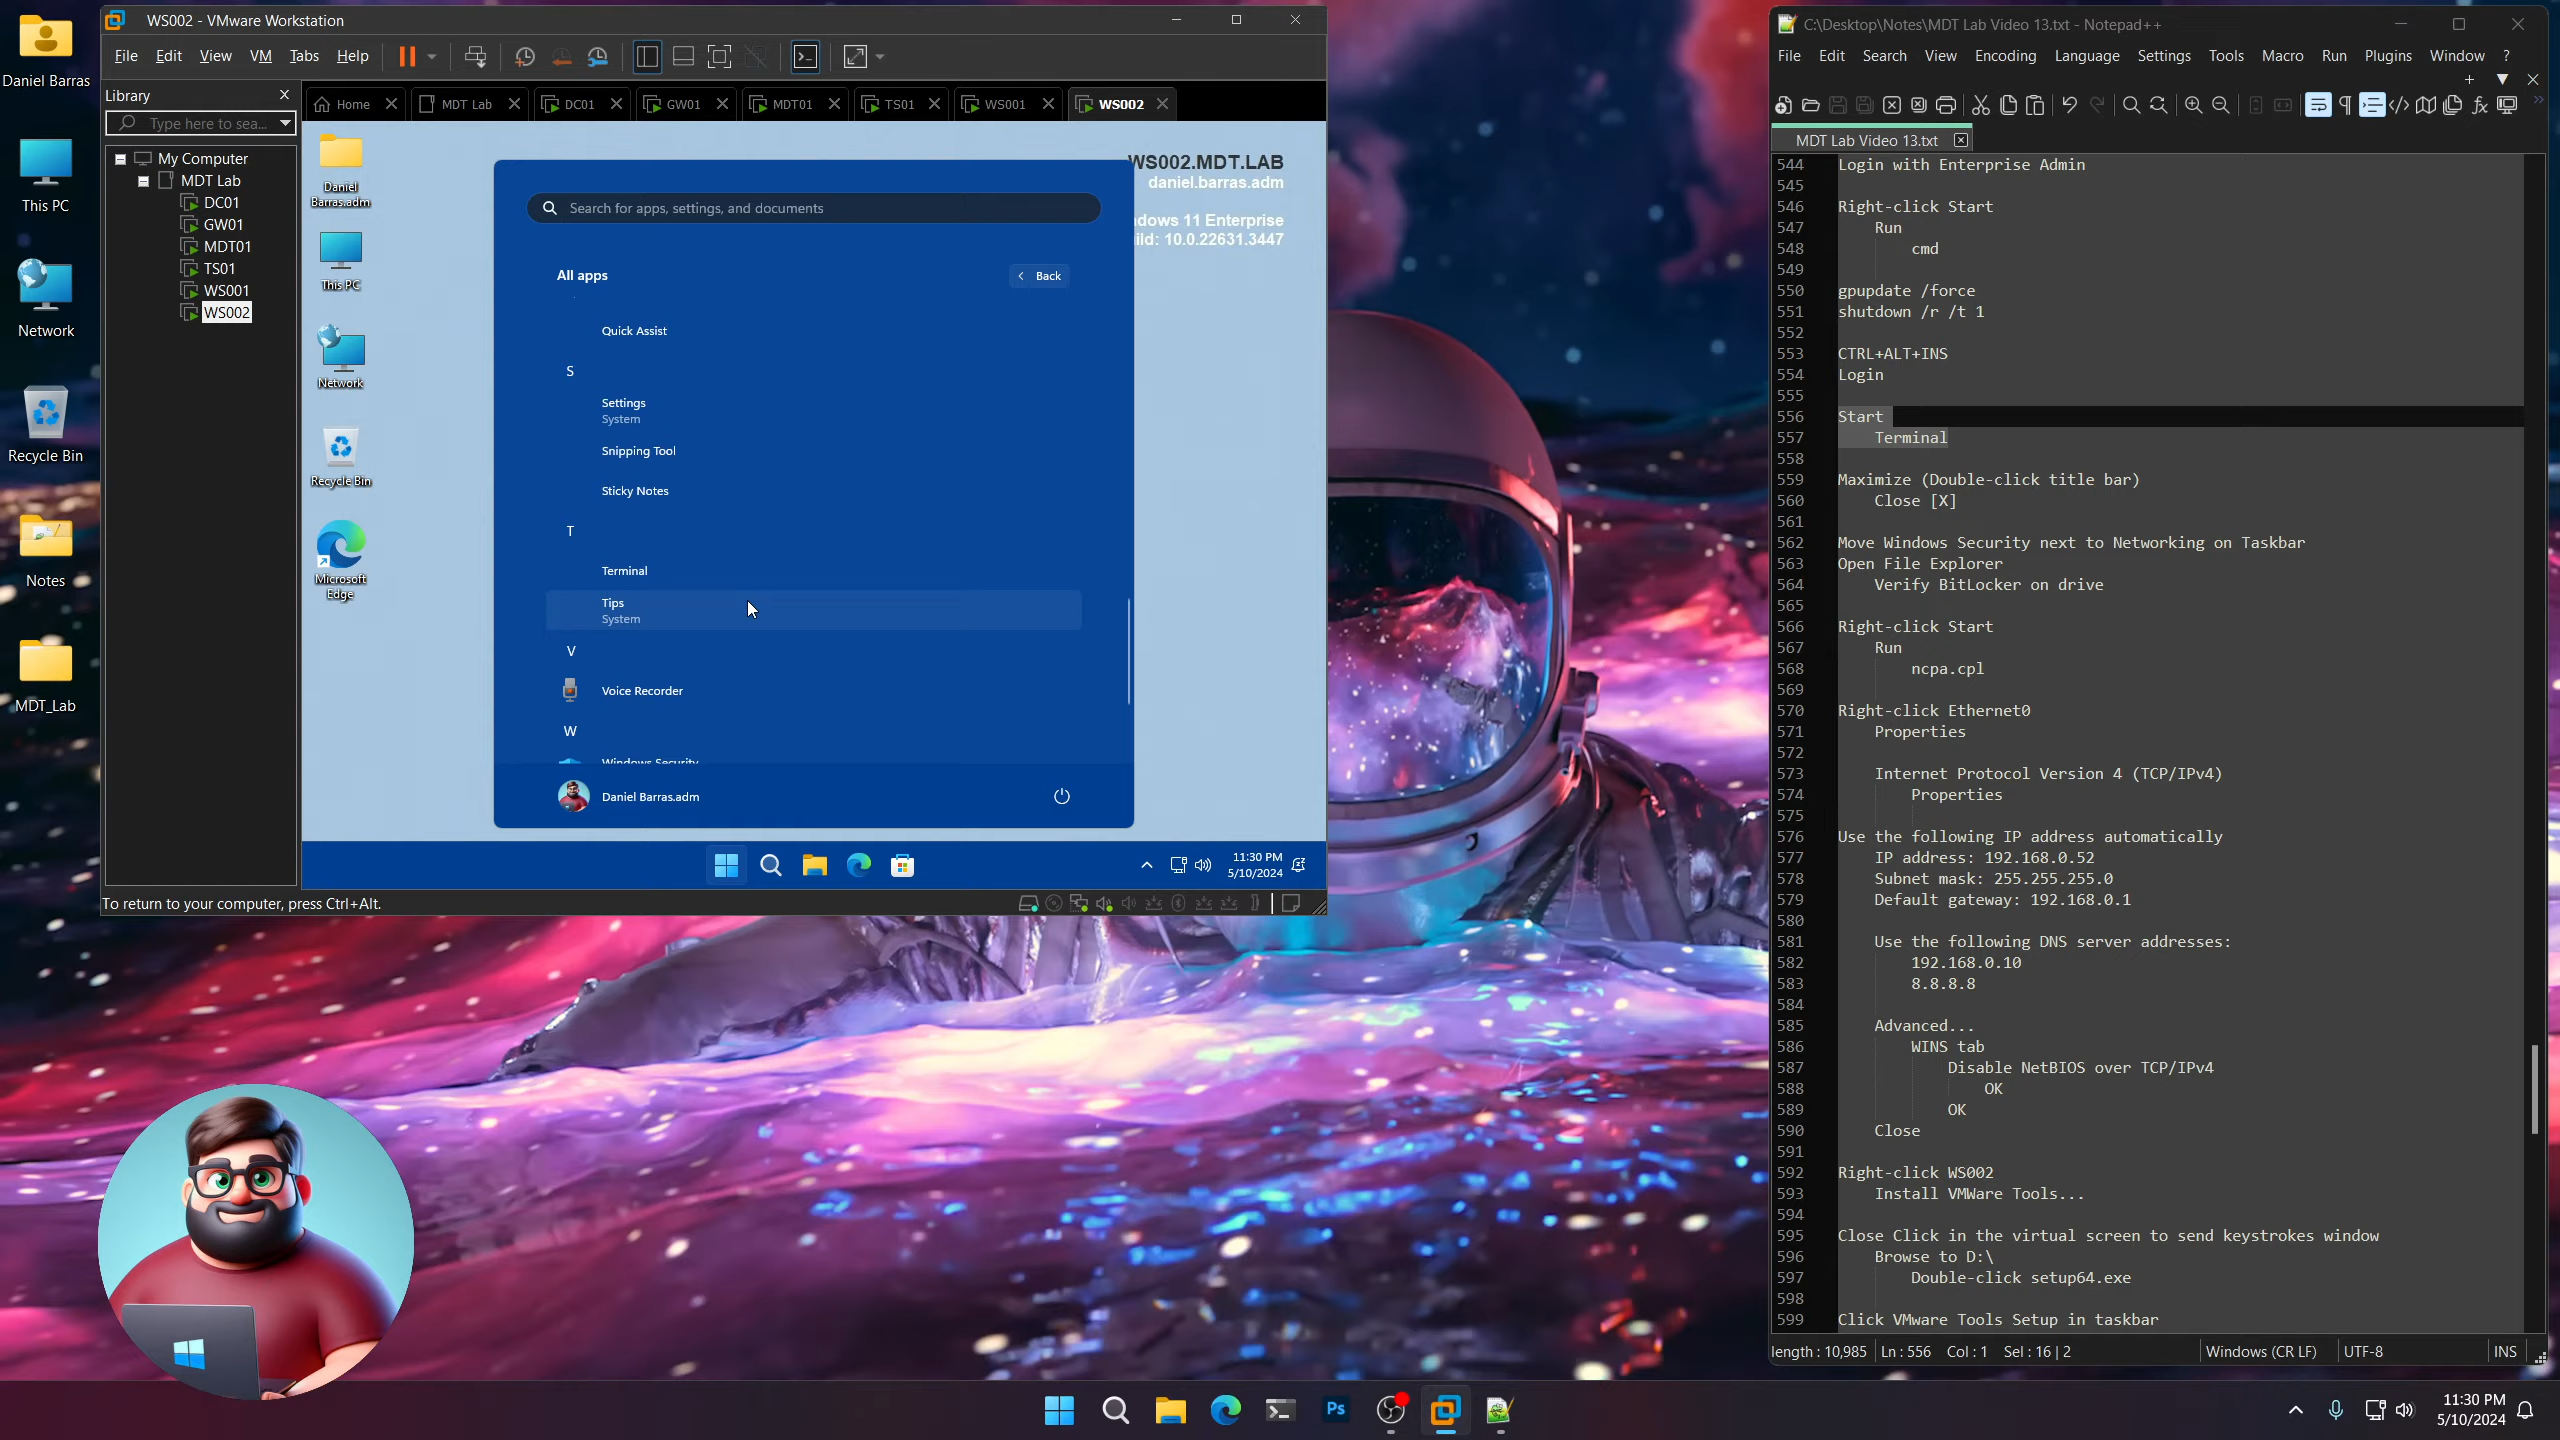 Daniel Barras
This PC
Network
Recycle Bin
Notes
MDT_Lab
WS002 - VMware Workstation
File Edit View VM Tabs Help
Library
Type here to sea...
My Computer
MDT Lab
DC01
GW01
MDT01
TS01
WS001
WS002
Home
MDT Lab
DC01
GW01
MDT01
TS01
WS001
WS002
Daniel
Barras.adm
This PC
Network
Recycle Bin
Microsoft
Edge
WS002.MDT.LAB
daniel.barras.adm
dows 11 Enterprise
ild: 10.0.22631.3447
Search for apps, settings, and documents
All apps
Back
Quick Assist
S
Settings
System
Snipping Tool
Sticky Notes
T
Terminal
Tips
System
V
Voice Recorder
W
Windows Security
Daniel Barras.adm
11:30 PM
5/10/2024
To return to your computer, press Ctrl+Alt.
C:\Desktop\Notes\MDT Lab Video 13.txt - Notepad++
File Edit Search View Encoding Language Settings Tools Macro Run Plugins Window ?
MDT Lab Video 13.txt
544 Login with Enterprise Admin
545
546 Right-click Start
547 Run
548 cmd
549
550 gpupdate /force
551 shutdown /r /t 1
552
553 CTRL+ALT+INS
554 Login
555
556 Start
557 Terminal
558
559 Maximize (Double-click title bar)
560 Close [X]
561
562 Move Windows Security next to Networking on Taskbar
563 Open File Explorer
564 Verify BitLocker on drive
565
566 Right-click Start
567 Run
568 ncpa.cpl
569
570 Right-click Ethernet0
571 Properties
572
573 Internet Protocol Version 4 (TCP/IPv4)
574 Properties
575
576 Use the following IP address automatically
577 IP address: 192.168.0.52
578 Subnet mask: 255.255.255.0
579 Default gateway: 192.168.0.1
580
581 Use the following DNS server addresses:
582 192.168.0.10
583 8.8.8.8
584
585 Advanced...
586 WINS tab
587 Disable NetBIOS over TCP/IPv4
588 OK
589 OK
590 Close
591
592 Right-click WS002
593 Install VMWare Tools...
594
595 Close Click in the virtual screen to send keystrokes window
596 Browse to D:\
597 Double-click setup64.exe
598
599 Click VMware Tools Setup in taskbar
length : 10,985 Ln : 556 Col : 1 Sel : 16 | 2 Windows (CR LF) UTF-8 INS
Ps
11:30 PM
5/10/2024